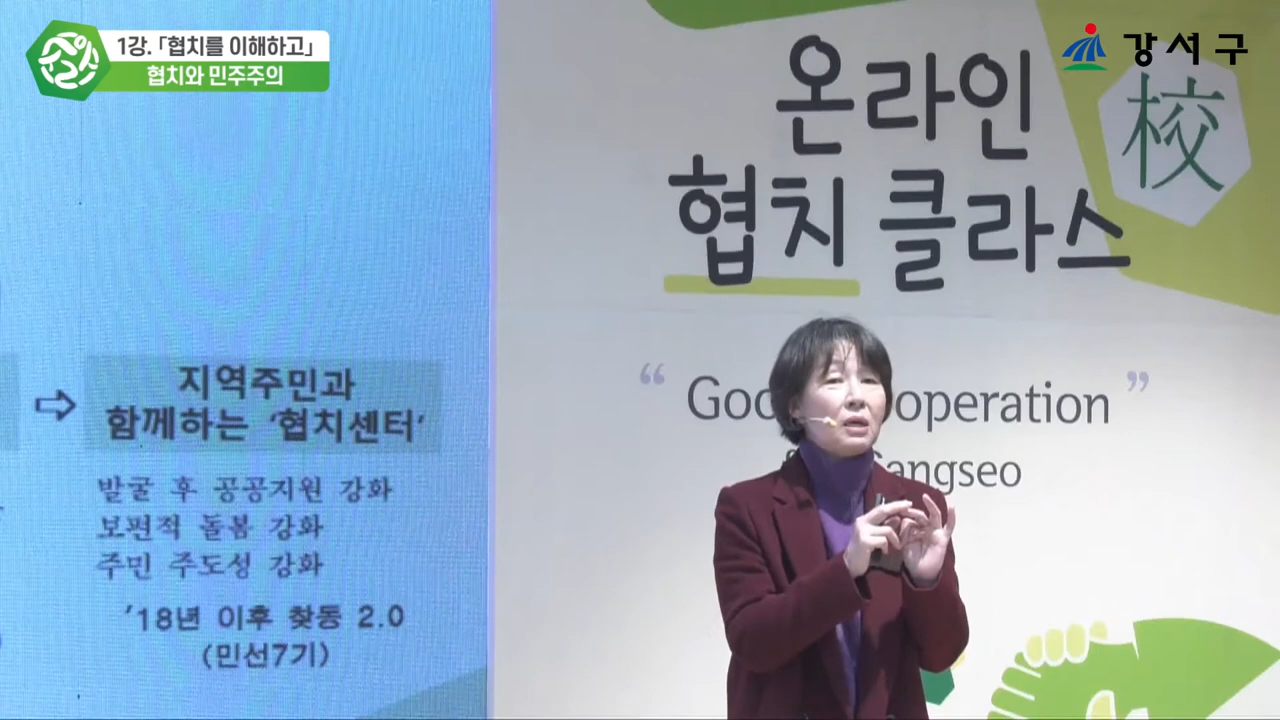 1강. 「협치를 이해하고」
협치와 민주주의
강서구
온라인
협치 클라스
校
“ Goo operation ”
angseo
지역주민과
함께하는 ‘협치센터’
발굴 후 공공지원 강화
보편적 돌봄 강화
주민 주도성 강화
’18년 이후 찾동 2.0
(민선7기)